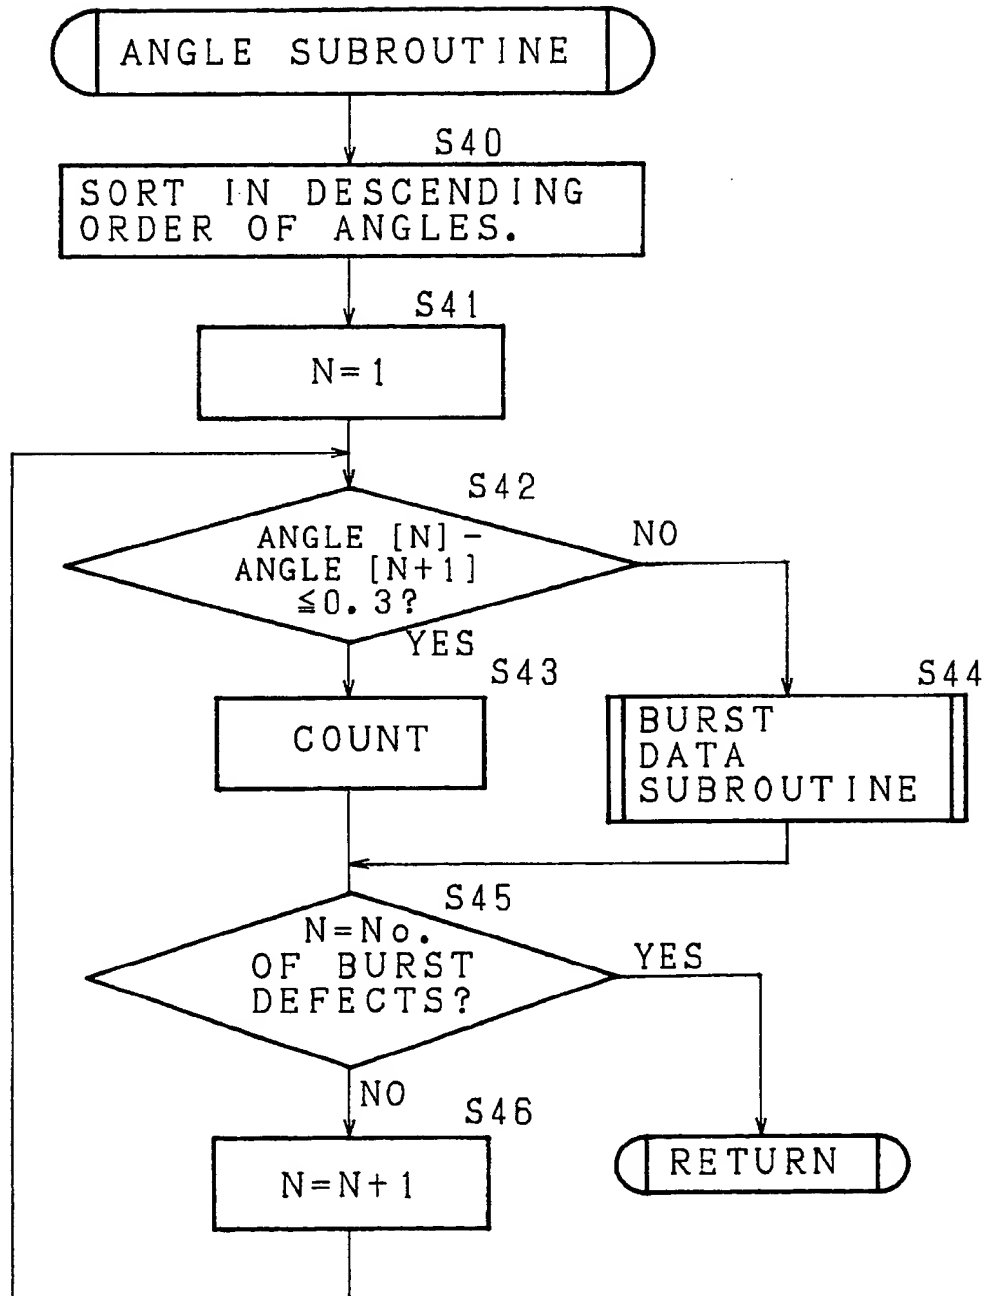 ANGLE SUBROUTINE
S40
SORT IN DESCENDING
ORDER OF ANGLES.
S41
N=1
S42
ANGLE [N]-
ANGLE [N+1]
≦0.3?
NO
YES
S43
COUNT
S44
BURST
DATA
SUBROUTINE
S45
N=No.
OF BURST
DEFECTS?
YES
NO
S46
N=N+1
RETURN